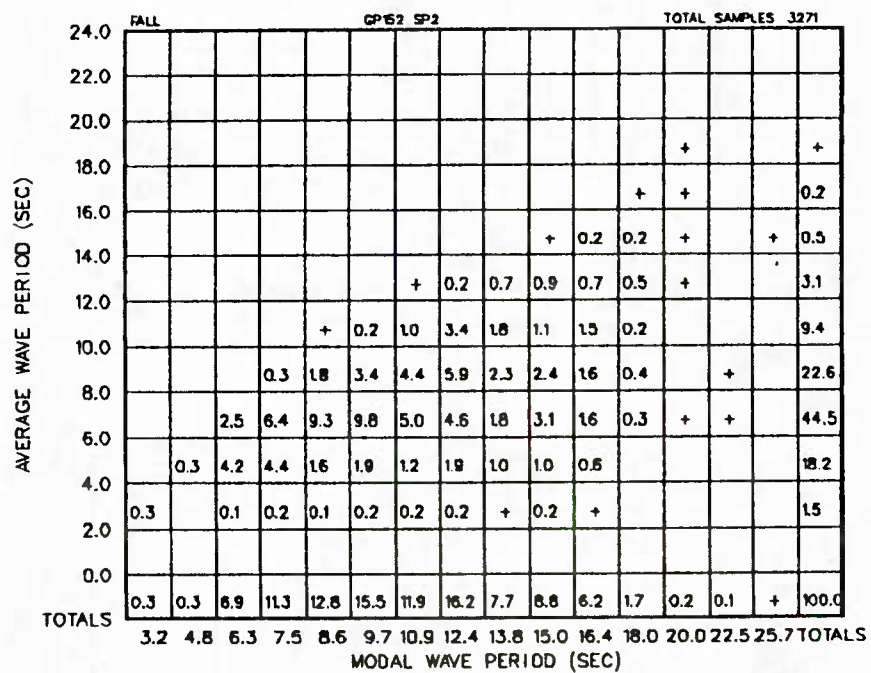 FALL GP152 SP2 TOTAL SAMPLES 3271
24.0
22.0
20.0
18.0 + +
16.0 + + 0.2
14.0 + 0.2 0.2 + + 0.5
12.0 + 0.2 0.7 0.9 0.7 0.5 + 3.1
10.0 + 0.2 1.0 3.4 1.8 1.1 1.5 0.2 9.4
8.0 0.3 1.8 3.4 4.4 5.9 2.3 2.4 1.6 0.4 + 22.6
6.0 2.5 6.4 9.3 9.8 5.0 4.6 1.8 3.1 1.6 0.3 + + 44.5
4.0 0.3 4.2 4.4 1.6 1.9 1.2 1.9 1.0 1.0 0.6 18.2
2.0 0.3 0.1 0.2 0.1 0.2 0.2 0.2 + 0.2 + 1.5
0.0
TOTALS 0.3 0.3 6.9 11.3 12.8 15.5 11.9 16.2 7.7 8.8 6.2 1.7 0.2 0.1 + 100.0
3.2 4.8 6.3 7.5 8.6 9.7 10.9 12.4 13.8 15.0 16.4 18.0 20.0 22.5 25.7 TOTALS
MODAL WAVE PERIOD (SEC)
AVERAGE WAVE PERIOD (SEC)